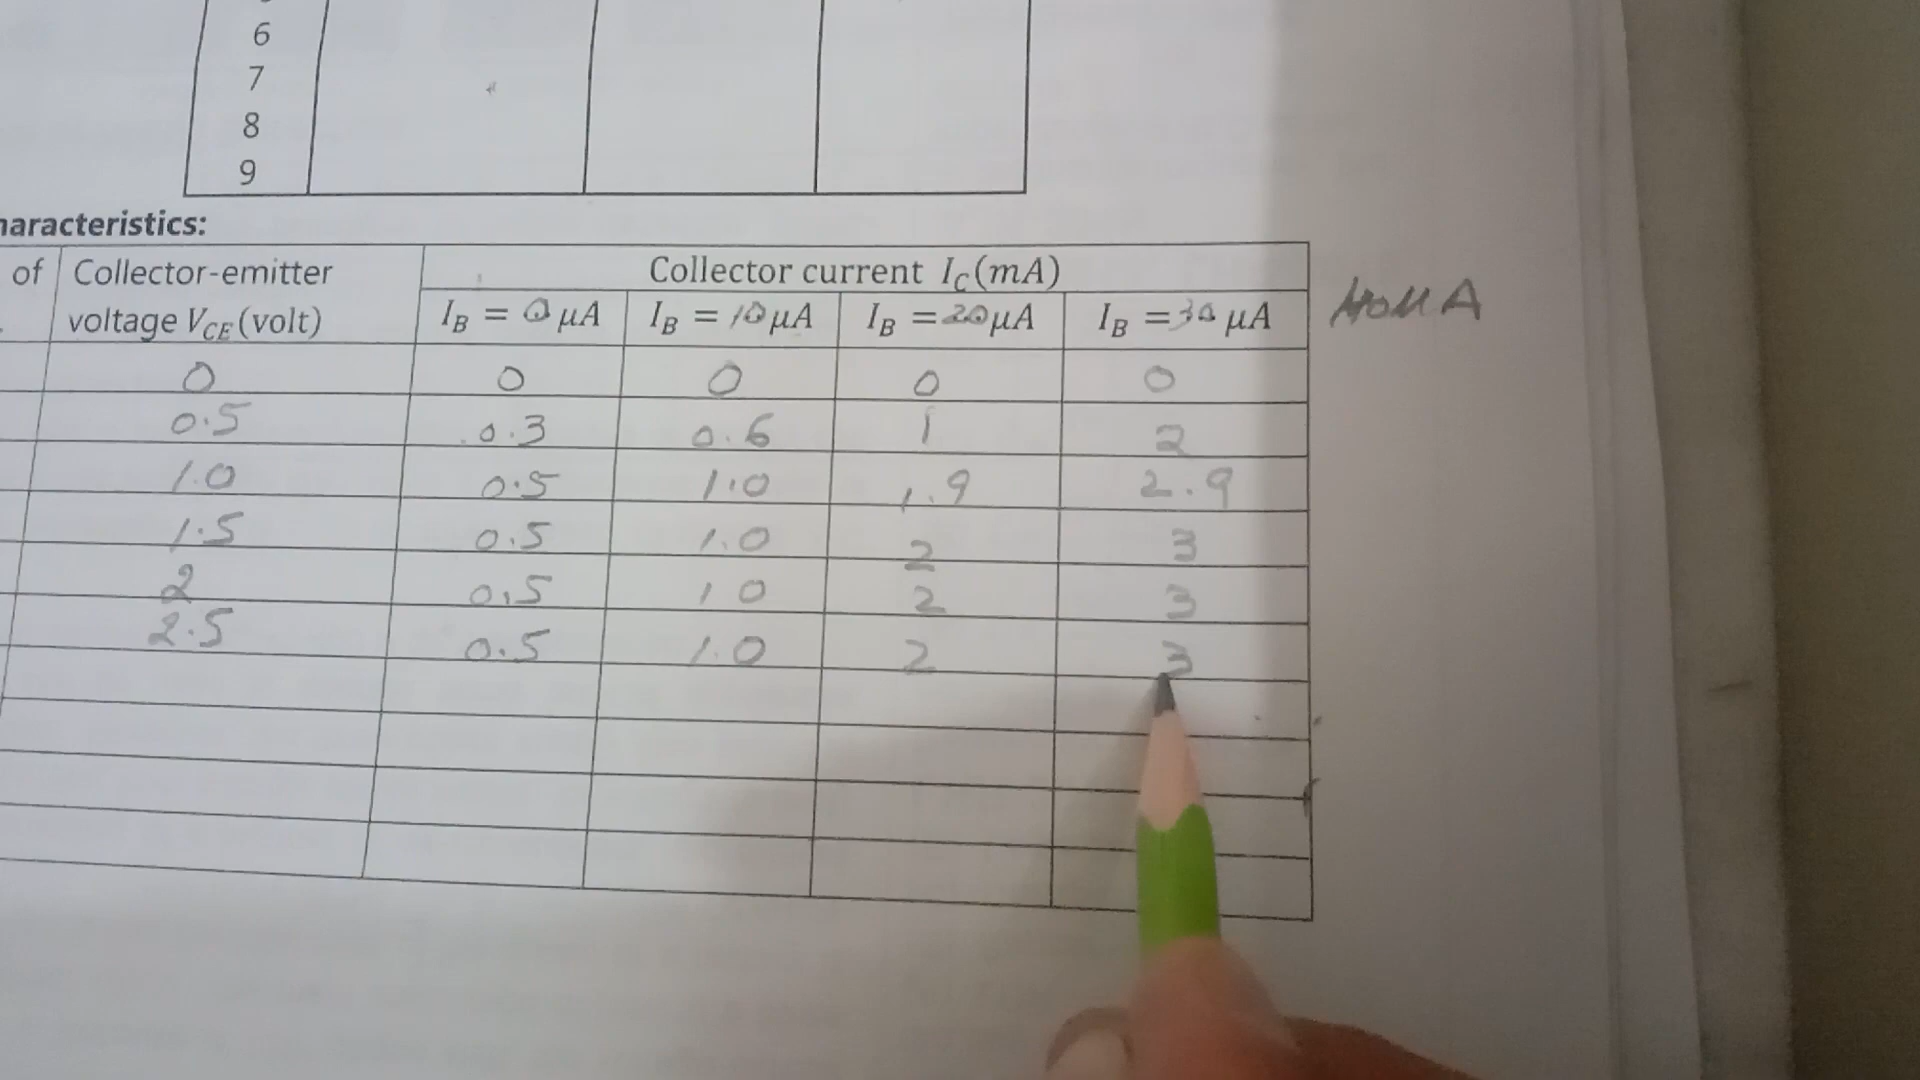 6
7
8
9
haracteristics:
of Collector-emitter voltage V_CE (volt) Collector current I_C(mA)
I_B = 0 μA I_B = 10 μA I_B = 20 μA I_B = 30 μA 40μA
0 0 0 0 0
0.5 0.3 0.6 1 2
1.0 0.5 1.0 1.9 2.9
1.5 0.5 1.0 2 3
2 0.5 1.0 2 3
2.5 0.5 1.0 2 3